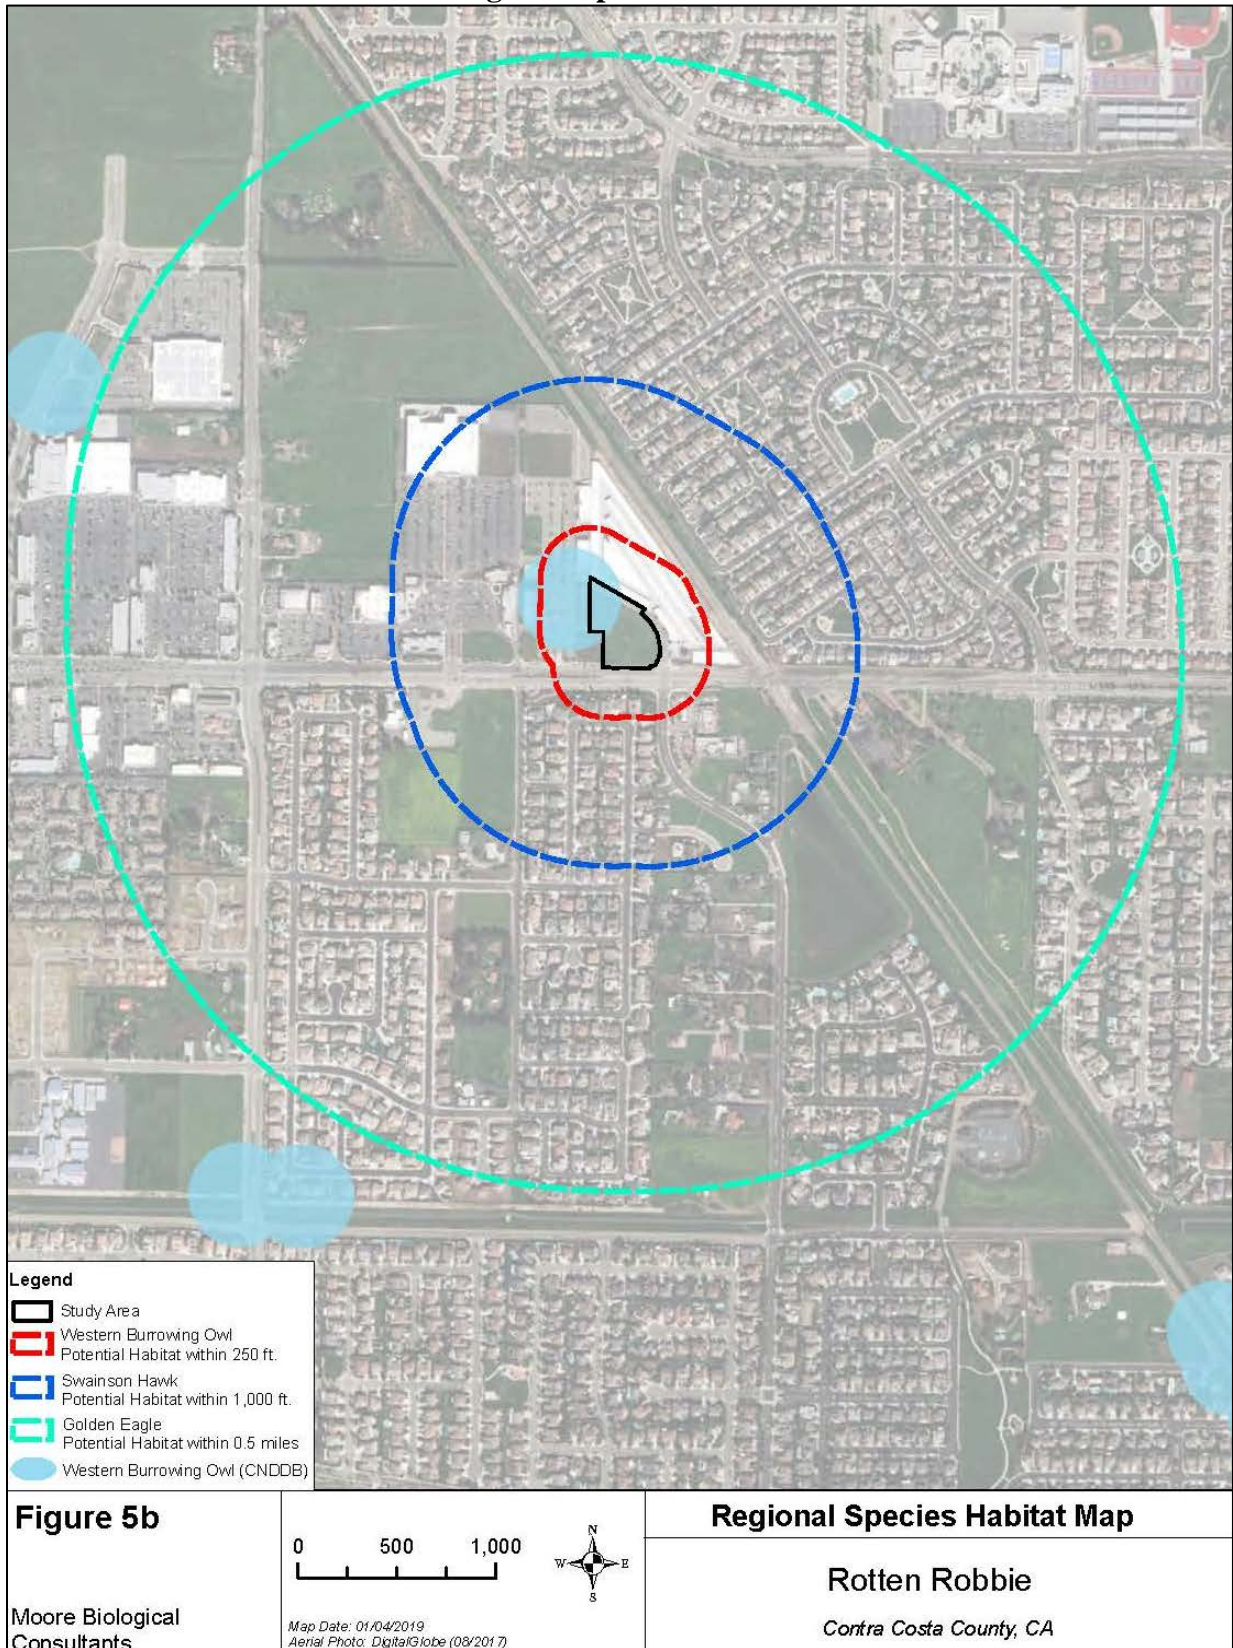 Legend
Study Area
Western Burrowing Owl
Potential Habitat within 250 ft.
Swainson Hawk
Potential Habitat within 1,000 ft.
Golden Eagle
Potential Habitat within 0.5 miles
Western Burrowing Owl (CNDDB)
Figure 5b
Moore Biological
Consultants
0 500 1,000
N
W E
S
Map Date: 01/04/2019
Aerial Photo: DigitalGlobe (08/2017)
Regional Species Habitat Map
Rotten Robbie
Contra Costa County, CA